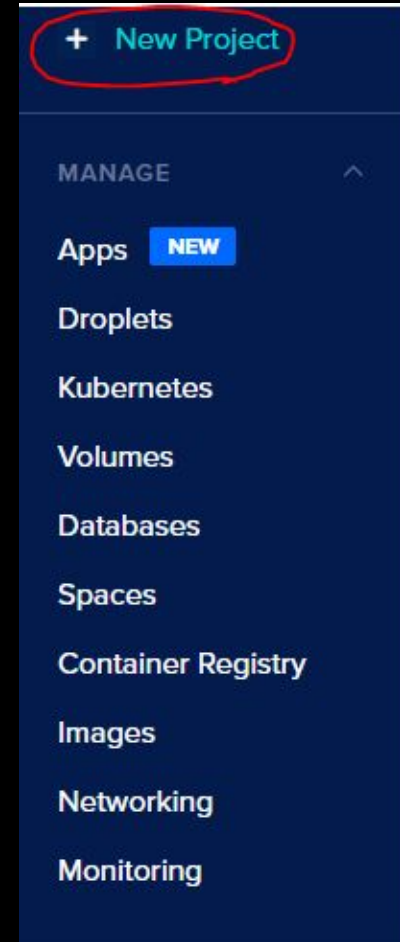 + New Project
MANAGE
Apps NEW
Droplets
Kubernetes
Volumes
Databases
Spaces
Container Registry
Images
Networking
Monitoring